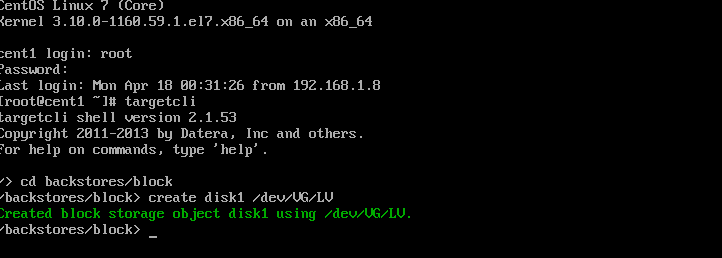 CentOS Linux 7 (Core)
Kernel 3.10.0-1160.59.1.el7.x86_64 on an x86_64
cent1 login: root
Password:
Last login: Mon Apr 18 00:31:26 from 192.168.1.8
[root@cent1 ~]# targetcli
targetcli shell version 2.1.53
Copyright 2011-2013 by Datera, Inc and others.
For help on commands, type 'help'.
/> cd backstores/block
/backstores/block> create disk1 /dev/VG/LV
Created block storage object disk1 using /dev/VG/LV.
/backstores/block> _